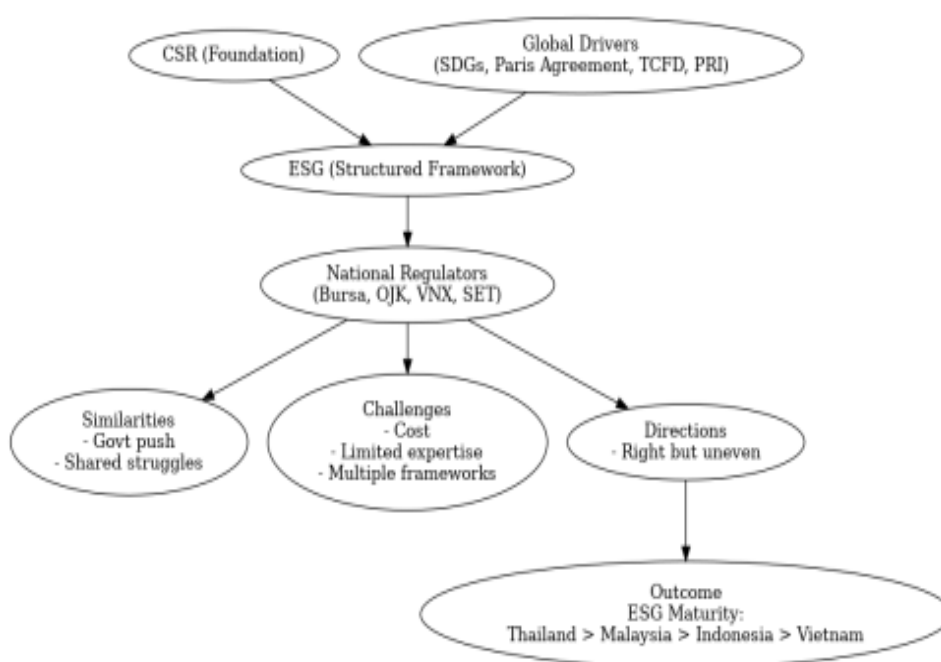 CSR (Foundation)
Global Drivers
(SDGs, Paris Agreement, TCFD, PRI)
ESG (Structured Framework)
National Regulators
(Bursa, OJK, VNX, SET)
Similarities
- Govt push
- Shared struggles
Challenges
- Cost
- Limited expertise
- Multiple frameworks
Directions
- Right but uneven
Outcome
ESG Maturity:
Thailand > Malaysia > Indonesia > Vietnam